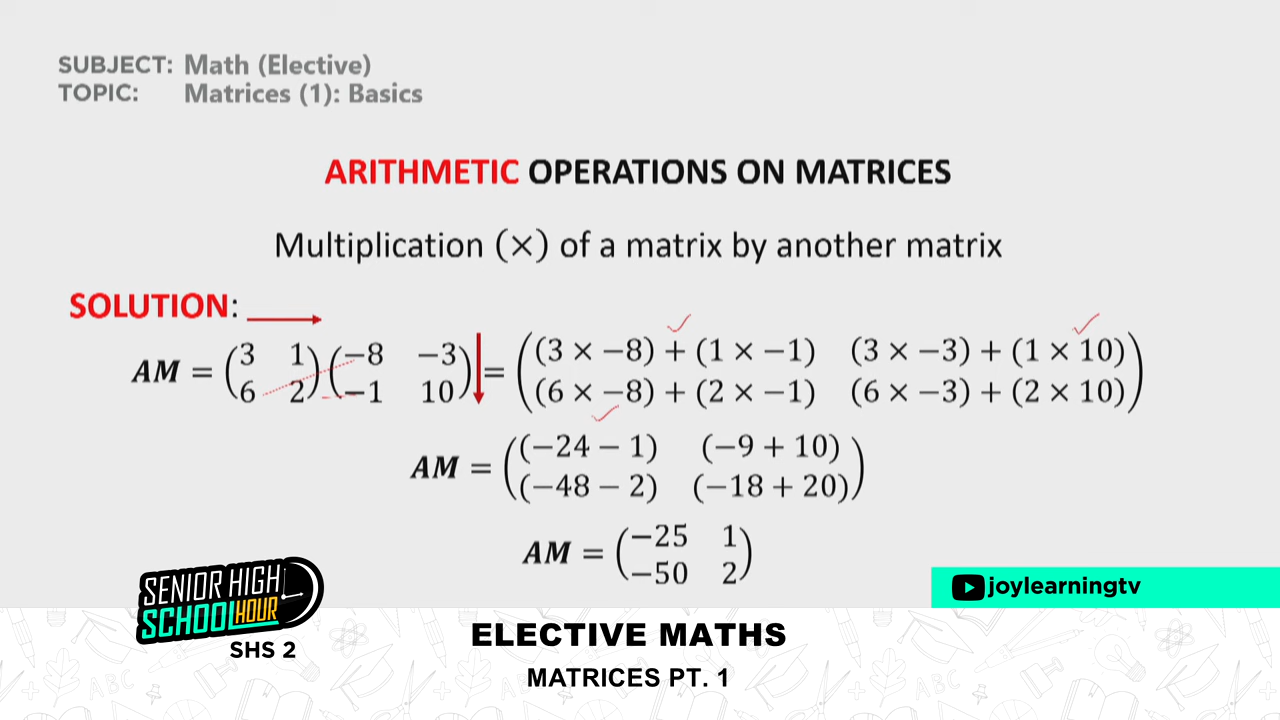 SUBJECT: Math (Elective)
TOPIC: Matrices (1): Basics
ARITHMETIC OPERATIONS ON MATRICES
Multiplication (×) of a matrix by another matrix
SOLUTION:
AM = (3 1) (−8 −3) = ((3 × −8) + (1 × −1) (3 × −3) + (1 × 10))
(6 2) (−1 10) ((6 × −8) + (2 × −1) (6 × −3) + (2 × 10))
AM = ((−24 − 1) (−9 + 10))
((−48 − 2) (−18 + 20))
AM = (−25 1)
(−50 2)
SENIOR HIGH
SCHOOL HOUR
SHS 2
joylearningtv
ELECTIVE MATHS
MATRICES PT. 1
ABC